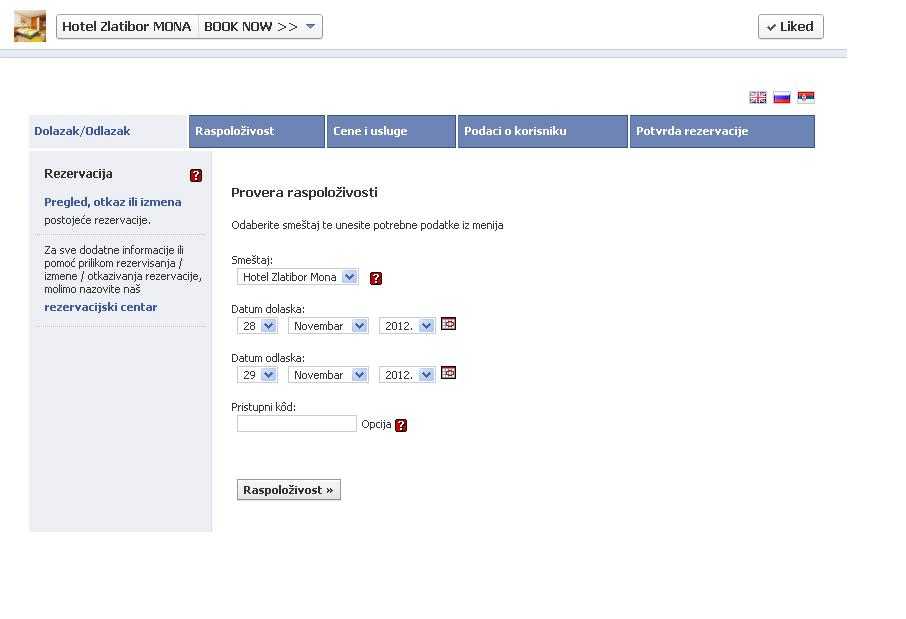 Hotel Zlatibor MONA BOOK NOW >>
Liked
Dolazak/Odlazak Raspoloživost Cene i usluge Podaci o korisniku Potvrda rezervacije
Rezervacija ?
Pregled, otkaz ili izmena
postojeće rezervacije.
Za sve dodatne informacije ili
pomoć prilikom rezervisanja /
izmene / otkazivanja rezervacije,
molimo nazovite naš
rezervacijski centar
Provera raspoloživosti
Odaberite smeštaj te unesite potrebne podatke iz menija
Smeštaj:
Hotel Zlatibor Mona ?
Datum dolaska:
28 Novembar 2012.
Datum odlaska:
29 Novembar 2012.
Pristupni kôd:
Opcija ?
Raspoloživost »